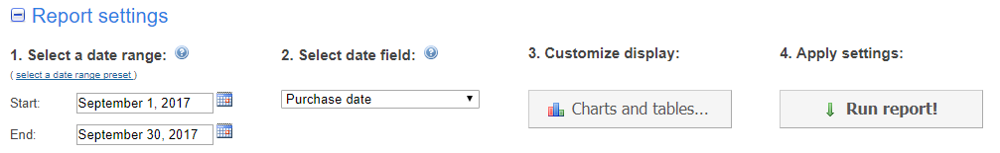 Report settings
1. Select a date range:
( select a date range preset )
Start: September 1, 2017
End: September 30, 2017
2. Select date field:
Purchase date
3. Customize display:
Charts and tables...
4. Apply settings:
Run report!